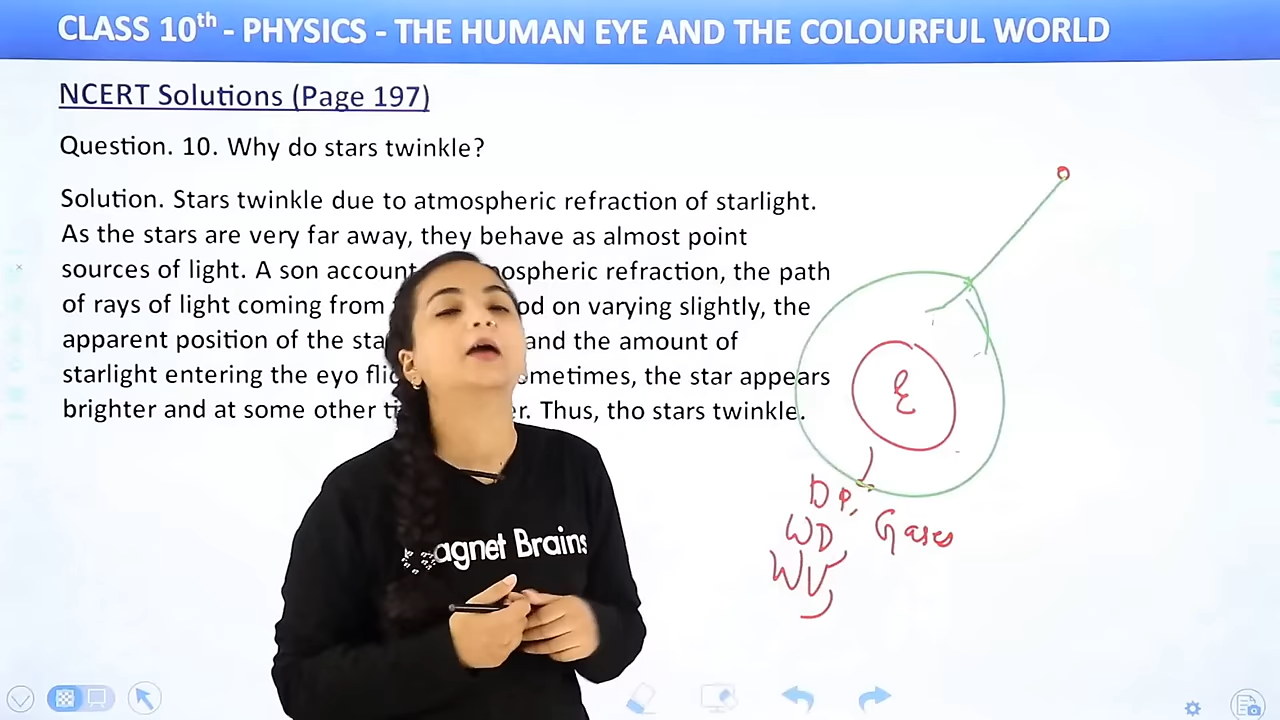 CLASS 10th - PHYSICS - THE HUMAN EYE AND THE COLOURFUL WORLD
NCERT Solutions (Page 197)
Question. 10. Why do stars twinkle?
Solution. Stars twinkle due to atmospheric refraction of starlight.
As the stars are very far away, they behave as almost point
sources of light. A son account ospheric refraction, the path
of rays of light coming from od on varying slightly, the
apparent position of the sta and the amount of
starlight entering the eyo fli ometimes, the star appears
brighter and at some other t r. Thus, tho stars twinkle.
E
DP,
WD Gases
WV
agnet Brains